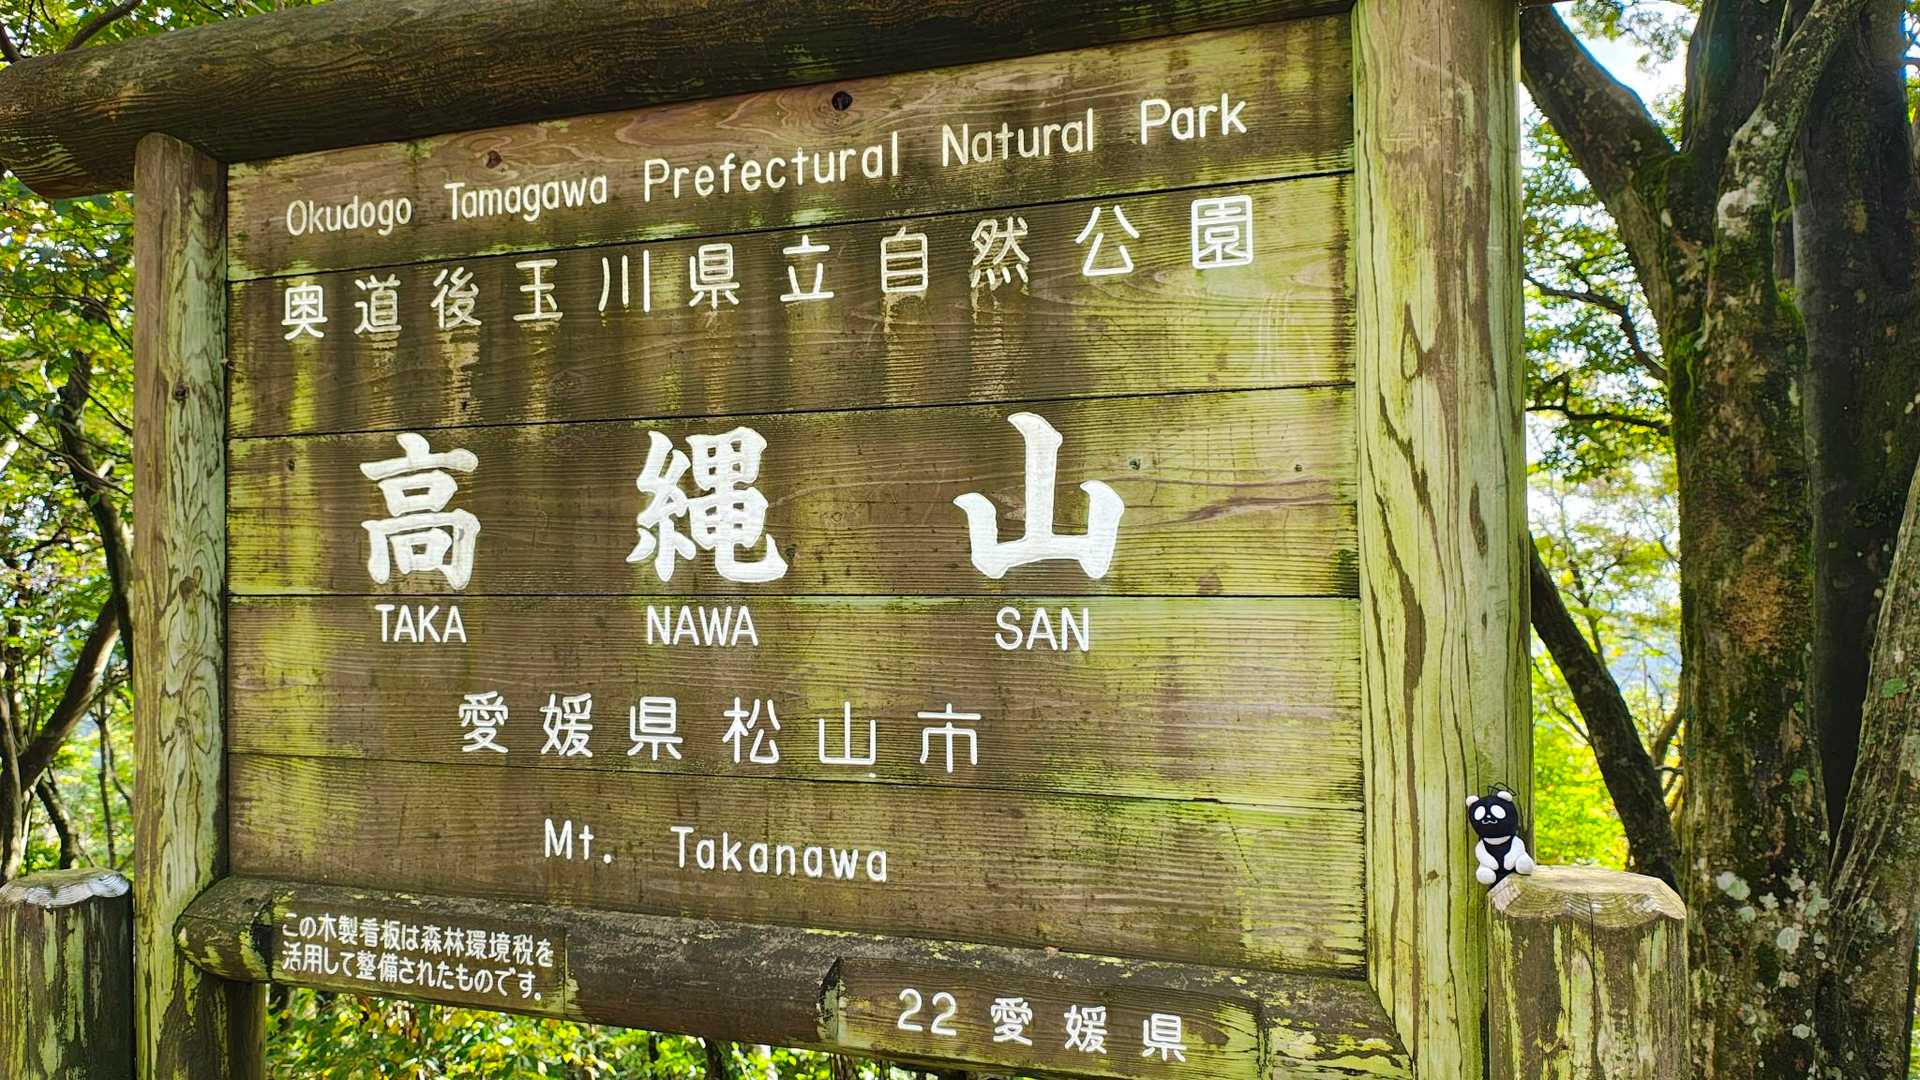 Okudogo Tamagawa Prefectural Natural Park
奥道後玉川県立自然公園
高縄山
TAKA NAWA SAN
愛媛県松山市
Mt. Takanawa
この木製看板は森林環境税を
活用して整備されたものです。
22愛媛県